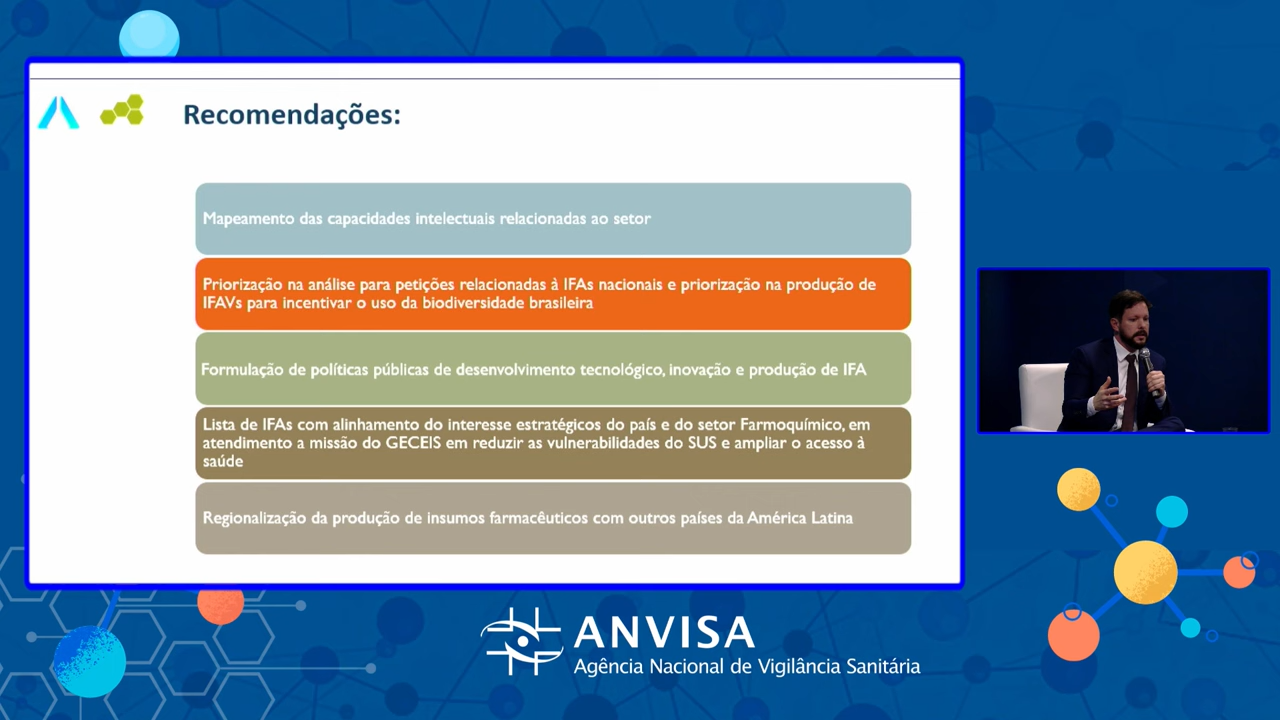 Recomendações:
Mapeamento das capacidades intelectuais relacionadas ao setor
Priorização na análise para petições relacionadas à IFAs nacionais e priorização na produção de
IFAVs para incentivar o uso da biodiversidade brasileira
Formulação de políticas públicas de desenvolvimento tecnológico, inovação e produção de IFA
Lista de IFAs com alinhamento do interesse estratégicos do país e do setor Farmoquímico, em
atendimento a missão do GECEIS em reduzir as vulnerabilidades do SUS e ampliar o acesso à
saúde
Regionalização da produção de insumos farmacêuticos com outros países da América Latina
ANVISA
Agência Nacional de Vigilância Sanitária